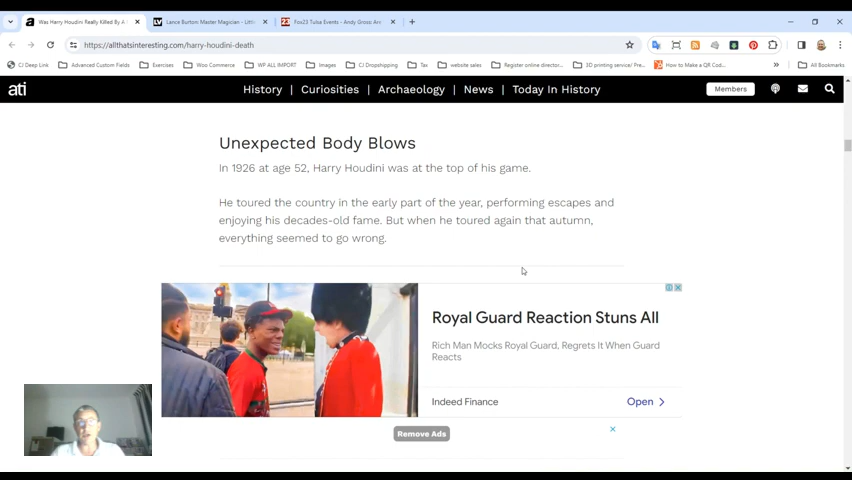 Was Harry Houdini Really Killed By A
Lance Burton: Master Magician - Littl
Fox23 Tulsa Events - Andy Gross: Are
https://allthatsinteresting.com/harry-houdini-death
CJ Deep Link
Advanced Custom Fields
Exercises
Woo Commerce
WP ALL IMPORT
Images
CJ Dropshipping
Tax
website sales
Register online director...
3D printing service/ Pre...
How to Make a QR Cod...
All Bookmarks
ati
History | Curiosities | Archaeology | News | Today In History
Members
Unexpected Body Blows
In 1926 at age 52, Harry Houdini was at the top of his game.
He toured the country in the early part of the year, performing escapes and
enjoying his decades-old fame. But when he toured again that autumn,
everything seemed to go wrong.
Royal Guard Reaction Stuns All
Rich Man Mocks Royal Guard, Regrets It When Guard
Reacts
Indeed Finance
Open
Remove Ads